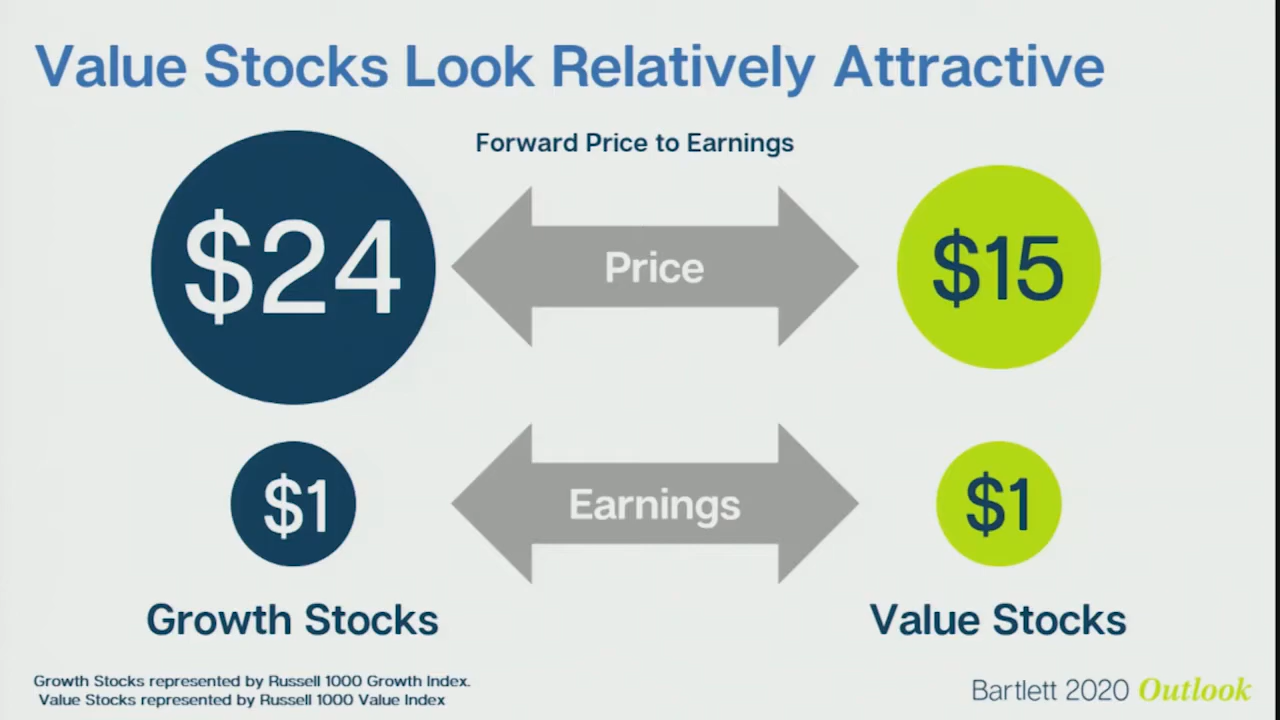 Value Stocks Look Relatively Attractive
Forward Price to Earnings
$24
Price
$15
$1
Earnings
$1
Growth Stocks
Value Stocks
Growth Stocks represented by Russell 1000 Growth Index.
Value Stocks represented by Russell 1000 Value Index
Bartlett 2020 Outlook